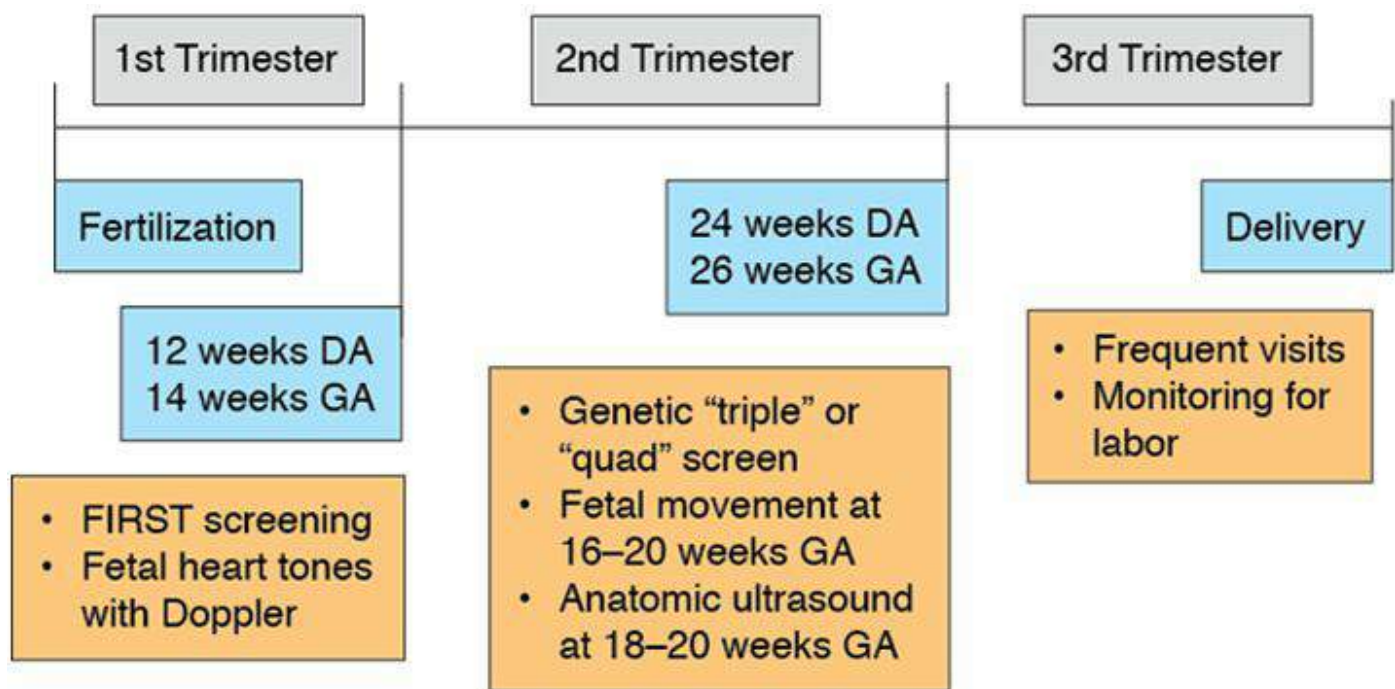 1st Trimester
2nd Trimester
3rd Trimester
Fertilization
12 weeks DA
14 weeks GA
24 weeks DA
26 weeks GA
Delivery
• FIRST screening
• Fetal heart tones
with Doppler
• Genetic “triple” or
“quad” screen
• Fetal movement at
16–20 weeks GA
• Anatomic ultrasound
at 18–20 weeks GA
• Frequent visits
• Monitoring for
labor